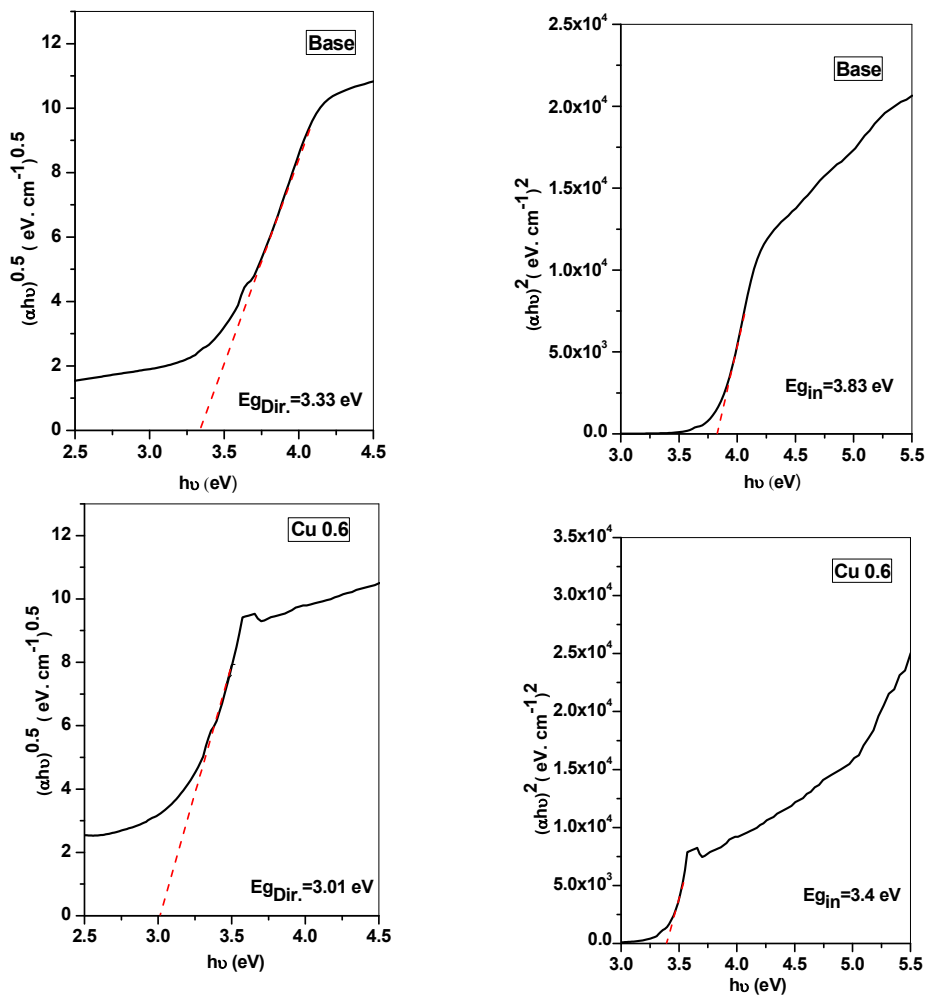 Base
(αhυ)^0.5 ( eV. cm^-1)^0.5
12
10
8
6
4
2
0
Eg_Dir.=3.33 eV
2.5 3.0 3.5 4.0 4.5
hυ (eV)
Base
(αhυ)^2( eV. cm^-1)^2
2.5x10^4
2.0x10^4
1.5x10^4
1.0x10^4
5.0x10^3
0.0
Eg_in=3.83 eV
3.0 3.5 4.0 4.5 5.0 5.5
hυ (eV)
Cu 0.6
(αhυ)^0.5 ( eV. cm^-1)^0.5
12
10
8
6
4
2
0
Eg_Dir.=3.01 eV
2.5 3.0 3.5 4.0 4.5
hυ (eV)
Cu 0.6
(αhυ)^2( eV. cm^-1)^2
3.5x10^4
3.0x10^4
2.5x10^4
2.0x10^4
1.5x10^4
1.0x10^4
5.0x10^3
0.0
Eg_in=3.4 eV
3.0 3.5 4.0 4.5 5.0 5.5
hυ (eV)